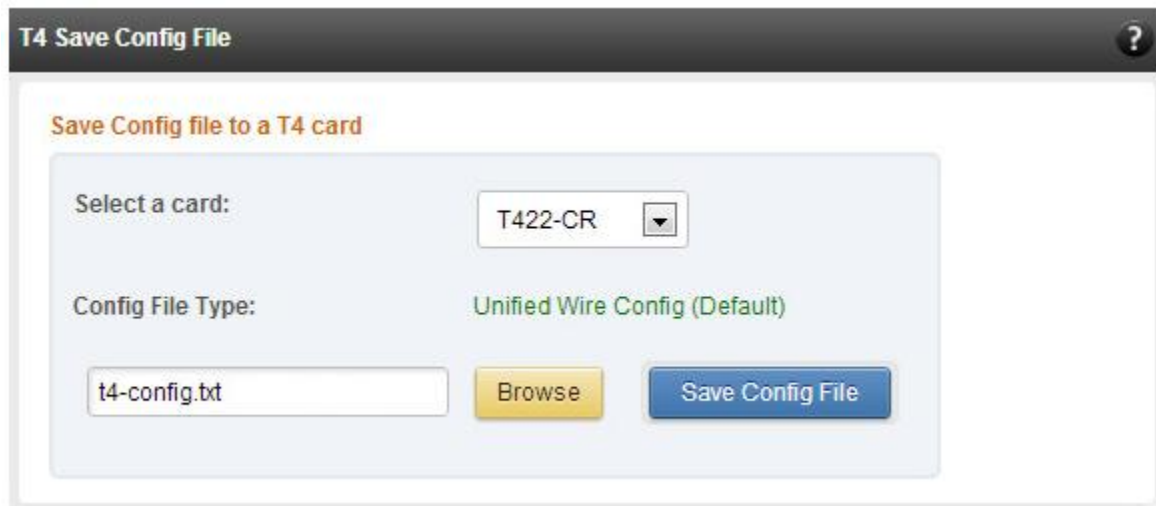 T4 Save Config File
?
Save Config file to a T4 card
Select a card:
T422-CR
Config File Type:
Unified Wire Config (Default)
t4-config.txt
Browse
Save Config File